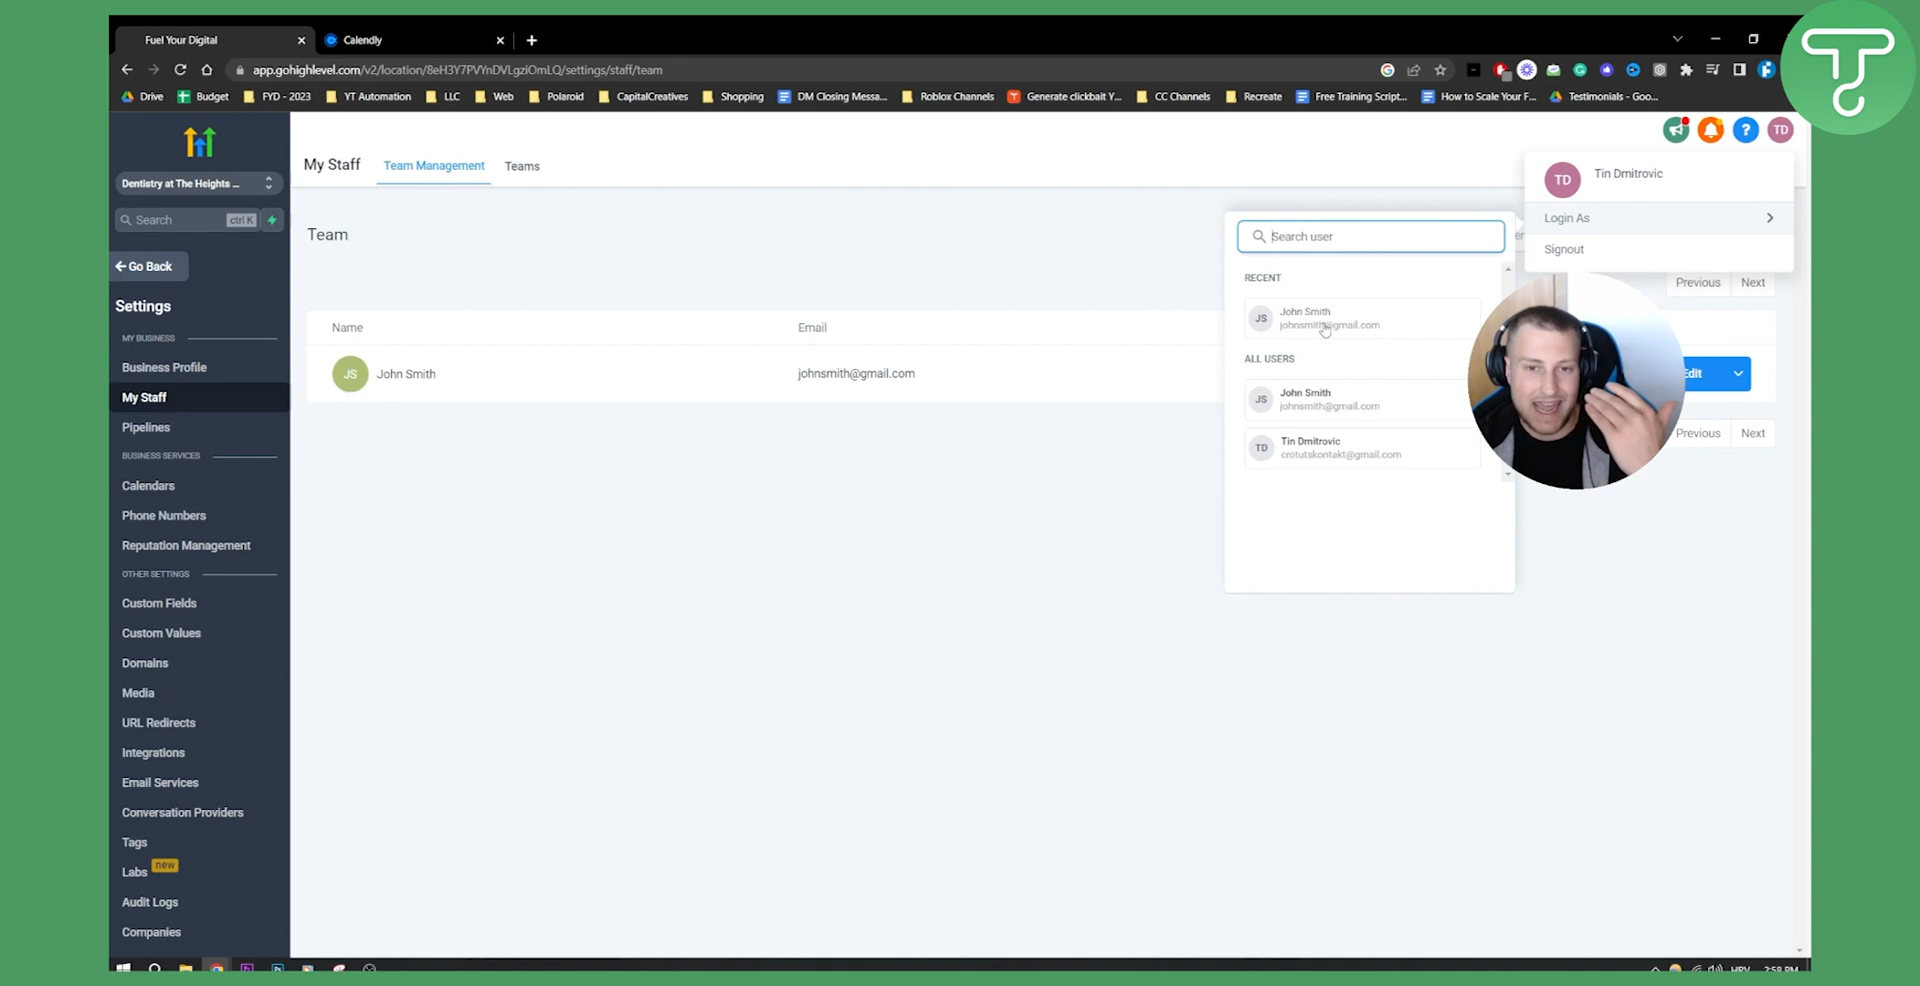 Fuel Your Digital
Calendly
app.gohighlevel.com/v2/location/8eH3Y7PVYnDVLgziOmLQ/settings/staff/team
Drive
Budget
FYD - 2023
YT Automation
LLC
Web
Polaroid
CapitalCreatives
Shopping
DM Closing Messa...
Roblox Channels
Generate clickbait Y...
CC Channels
Recreate
Free Training Script...
How to Scale Your F...
Testimonials - Goo...
Dentistry at The Heights ...
Search
ctrl K
Go Back
Settings
MY BUSINESS
Business Profile
My Staff
Pipelines
BUSINESS SERVICES
Calendars
Phone Numbers
Reputation Management
OTHER SETTINGS
Custom Fields
Custom Values
Domains
Media
URL Redirects
Integrations
Email Services
Conversation Providers
Tags
Labs new
Audit Logs
Companies
My Staff
Team Management
Teams
TD
TD
Tin Dmitrovic
Login As
Signout
Team
Search user
RECENT
JS
John Smith
johnsmith@gmail.com
ALL USERS
JS
John Smith
johnsmith@gmail.com
TD
Tin Dmitrovic
crotutskontakt@gmail.com
Previous
Next
Name
Email
JS
John Smith
johnsmith@gmail.com
Edit
Previous
Next
HRV
2:58 PM